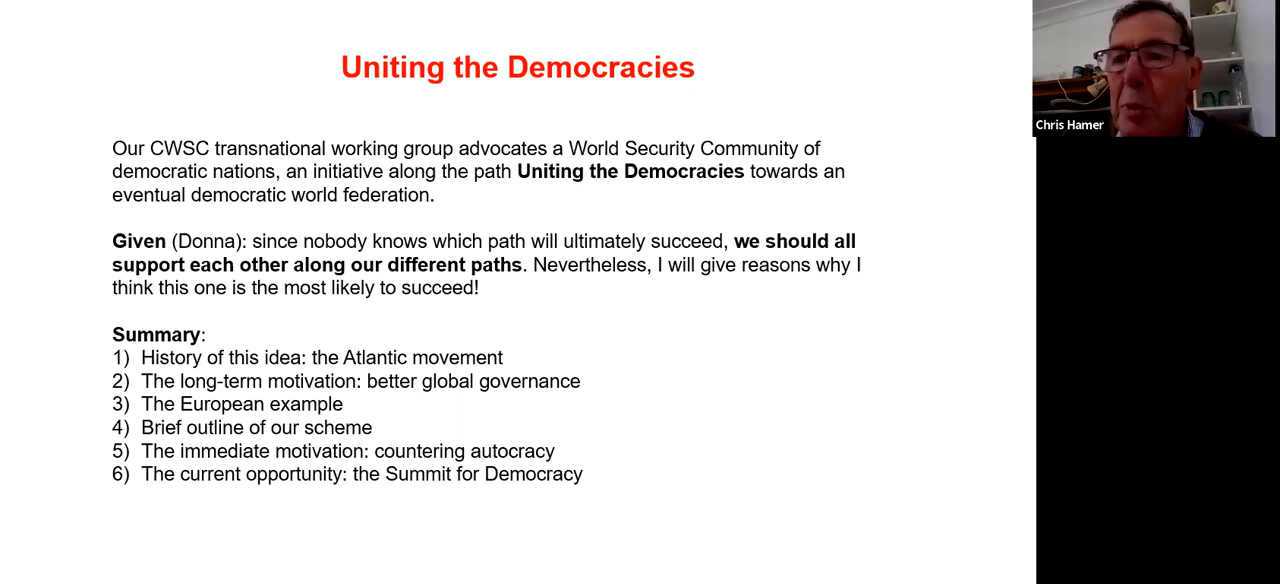 Uniting the Democracies
Our CWSC transnational working group advocates a World Security Community of
democratic nations, an initiative along the path Uniting the Democracies towards an
eventual democratic world federation.
Given (Donna): since nobody knows which path will ultimately succeed, we should all
support each other along our different paths. Nevertheless, I will give reasons why I
think this one is the most likely to succeed!
Summary:
1) History of this idea: the Atlantic movement
2) The long-term motivation: better global governance
3) The European example
4) Brief outline of our scheme
5) The immediate motivation: countering autocracy
6) The current opportunity: the Summit for Democracy
Chris Hamer